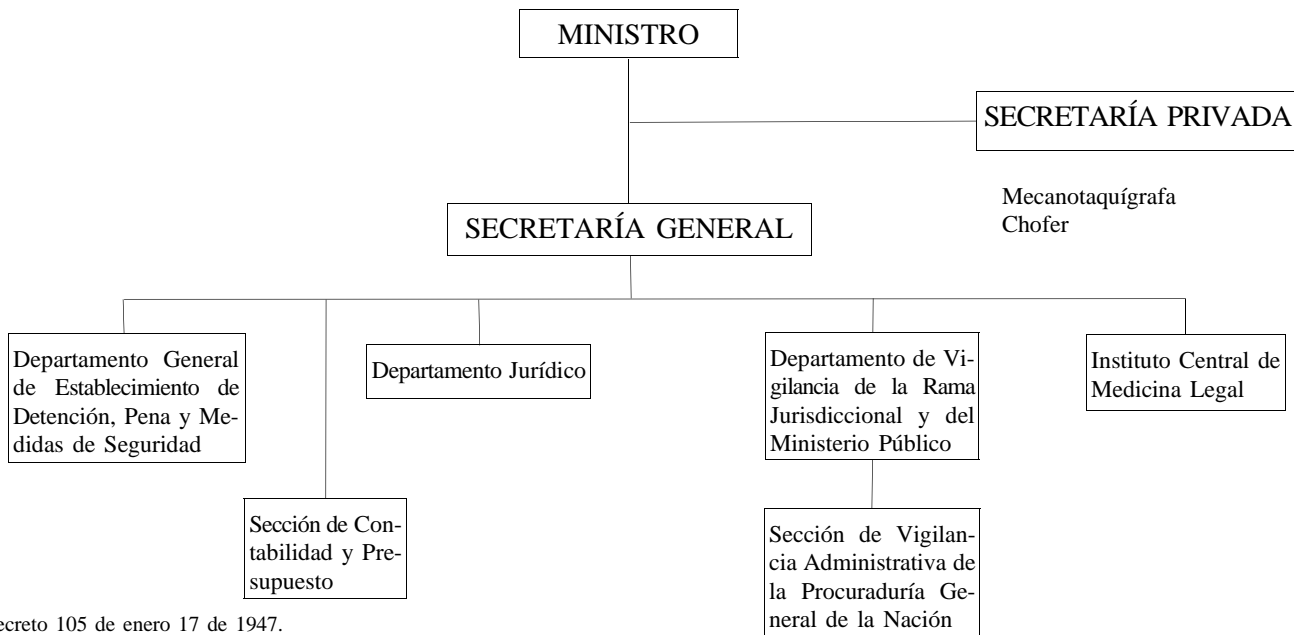 MINISTRO
SECRETARÍA PRIVADA
Mecanotaquígrafa
Chofer
SECRETARÍA GENERAL
Departamento General
de Establecimiento de
Detención, Pena y Me-
didas de Seguridad
Departamento Jurídico
Departamento de Vi-
gilancia de la Rama
Jurisdiccional y del
Ministerio Público
Instituto Central de
Medicina Legal
Sección de Con-
tabilidad y Pre-
supuesto
Sección de Vigilan-
cia Administrativa de
la Procuraduría Ge-
neral de la Nación
ecreto 105 de enero 17 de 1947.